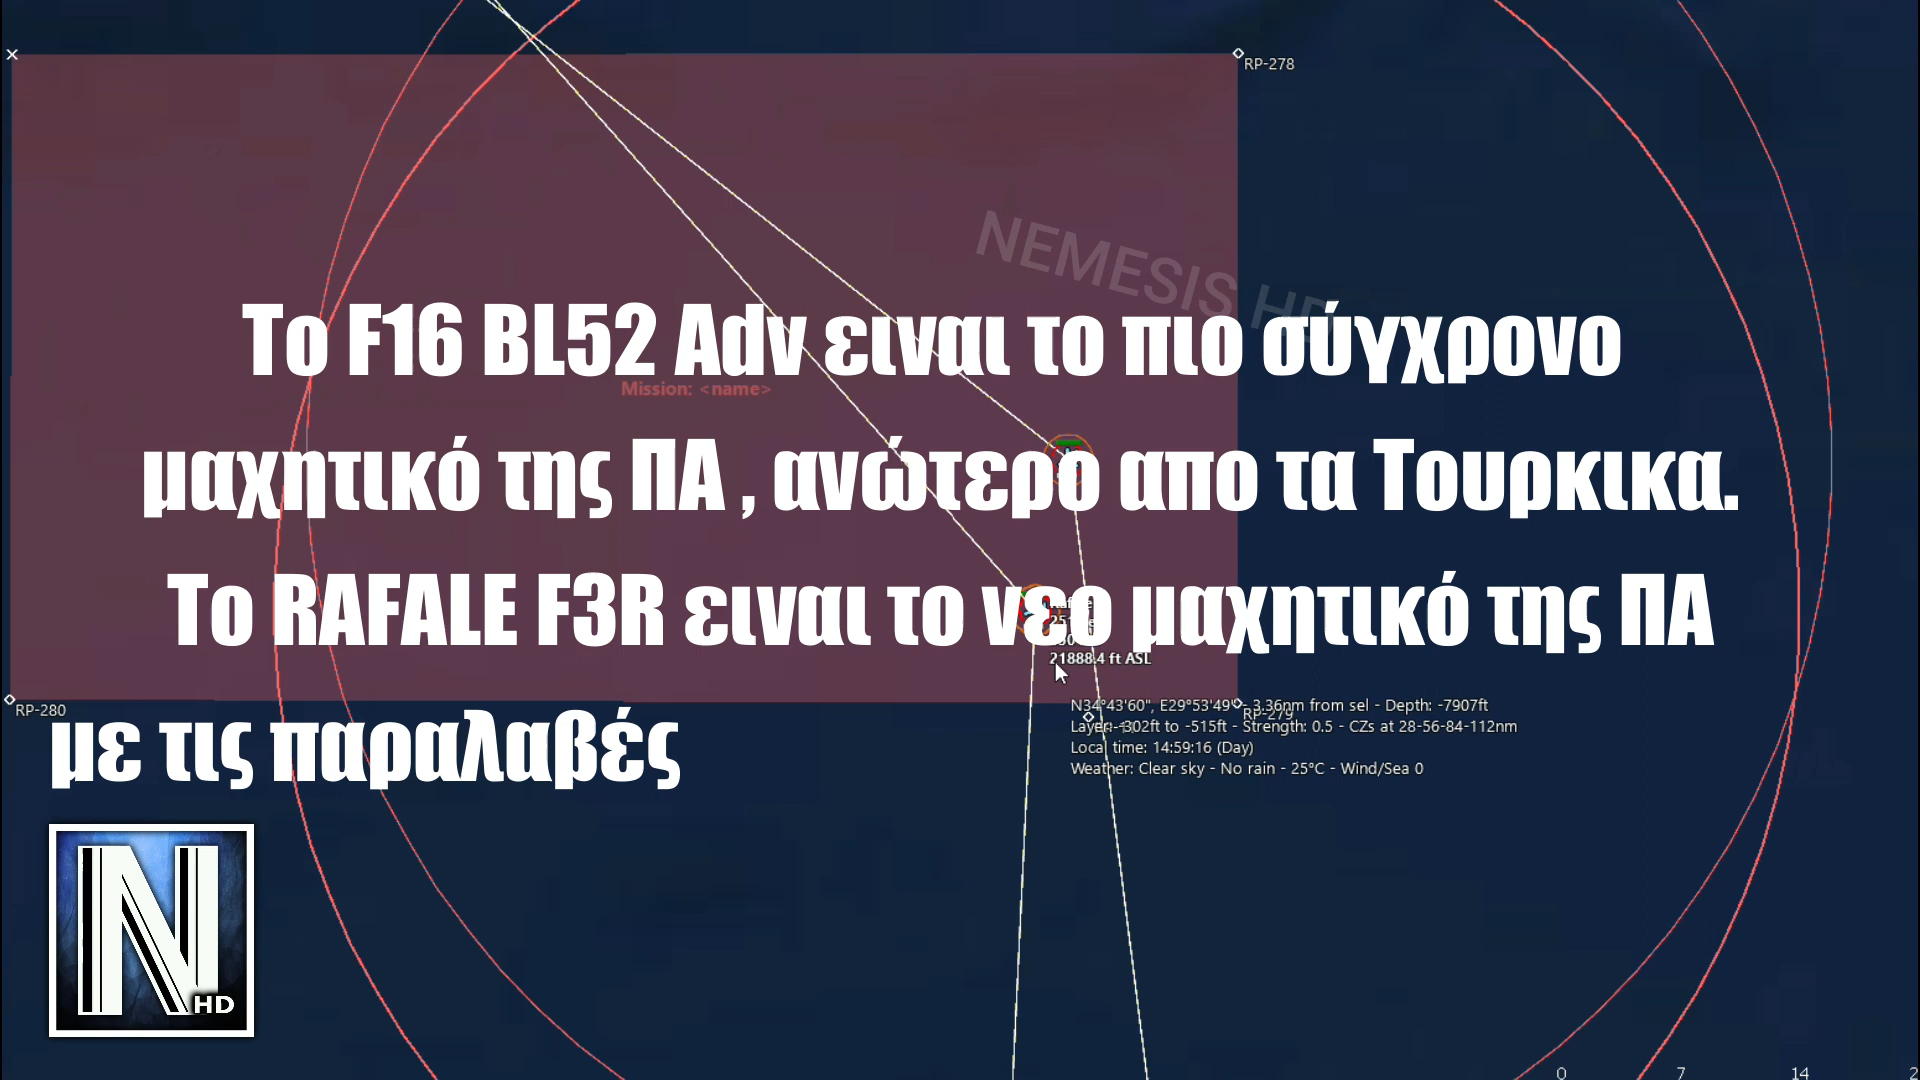 RP-278
NEMESIS HD
Το F16 BL52 Adv ειναι το πιο σύγχρονο
Mission: <name>
μαχητικό της ΠΑ , ανώτερο απο τα Τουρκικα.
Το RAFALE F3R ειναι το νεο μαχητικό της ΠΑ
21888.4 ft ASL
RP-280
με τις παραλαβές
N34°43'60", E29°53'49" - 3.36nm from sel - Depth: -7907ft
RP-279
Layer: -302ft to -515ft - Strength: 0.5 - CZs at 28-56-84-112nm
Local time: 14:59:16 (Day)
Weather: Clear sky - No rain - 25°C - Wind/Sea 0
N HD
0 7 14